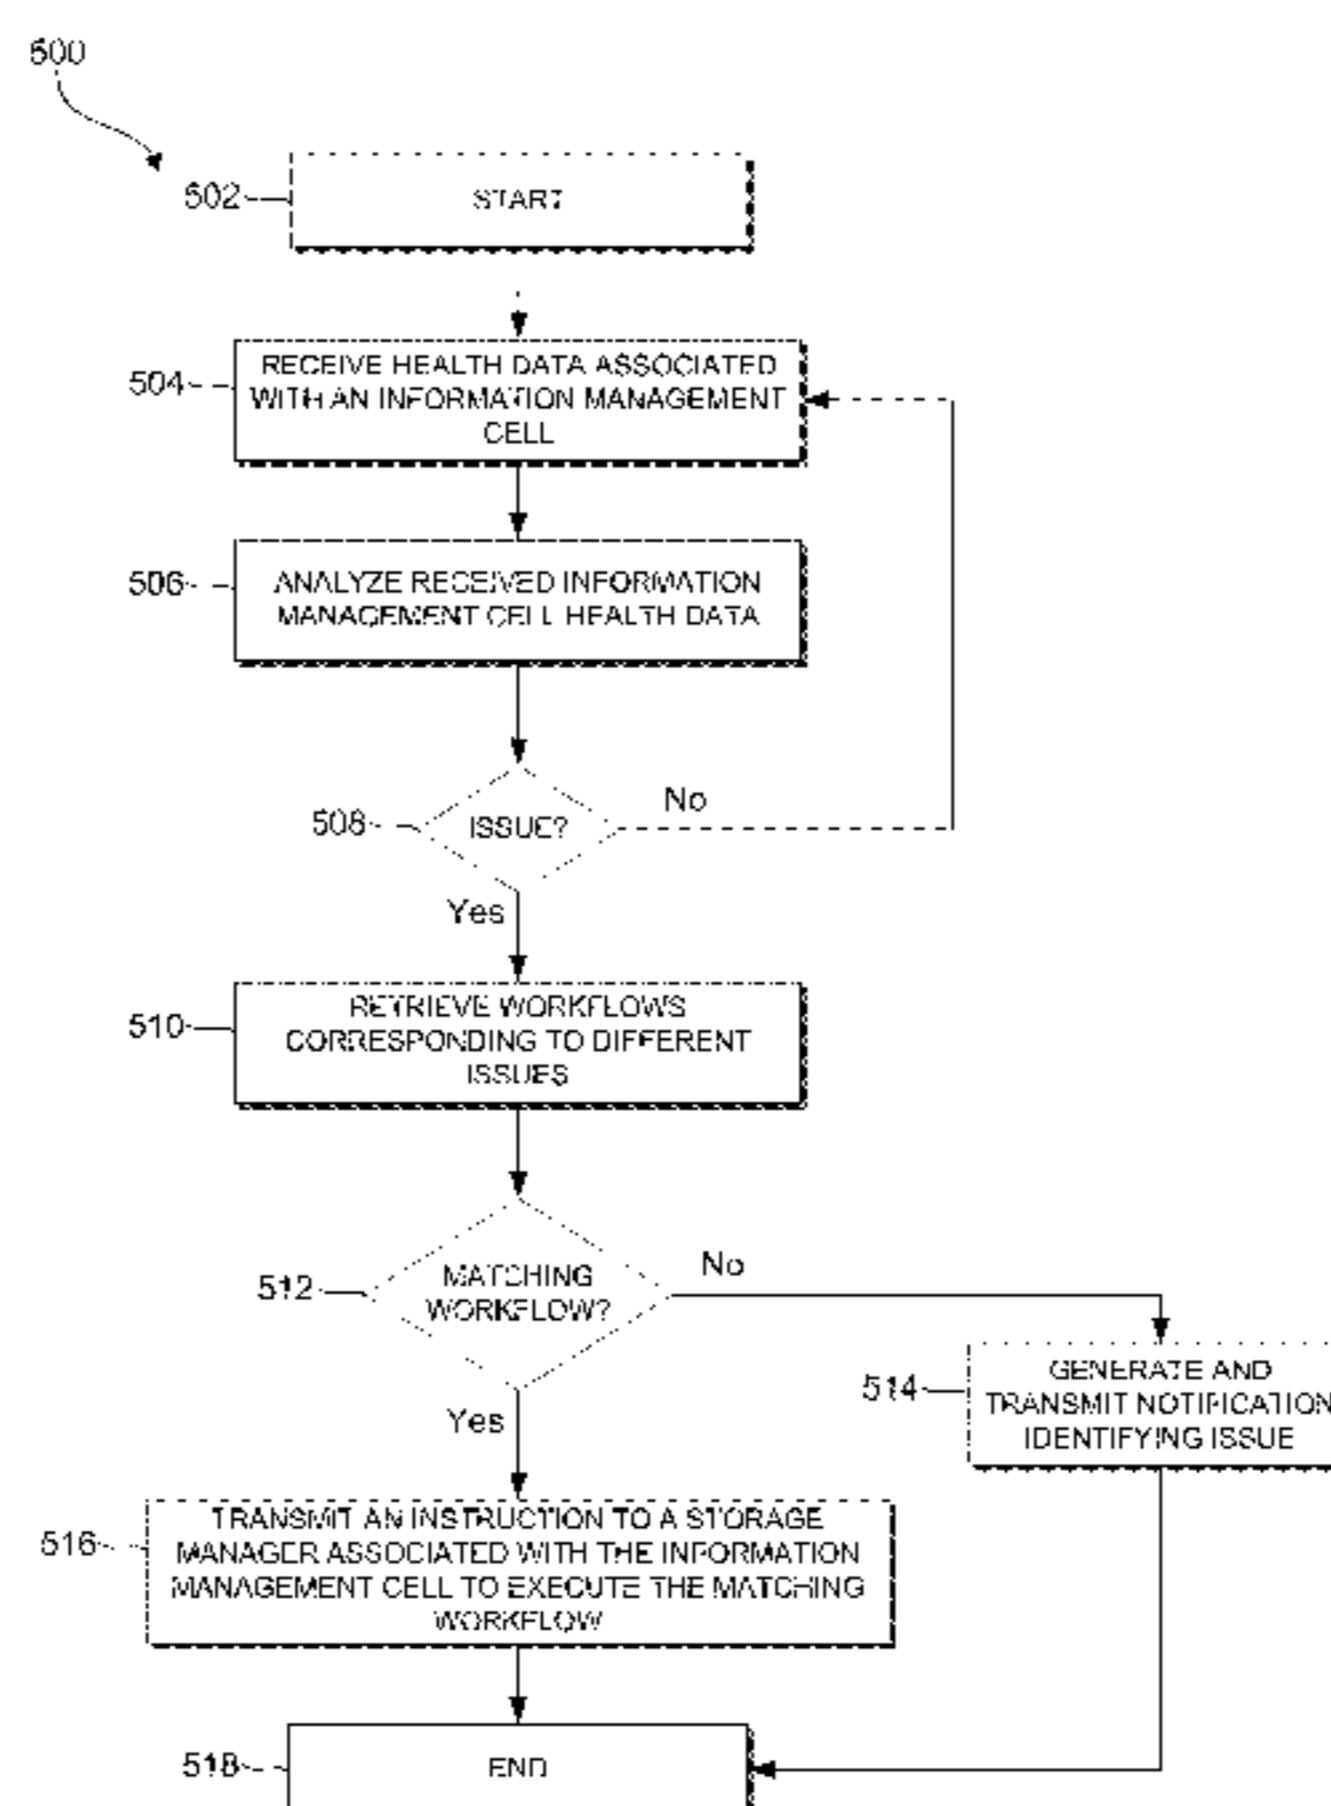 500
502
START
504
RECEIVE HEALTH DATA ASSOCIATED
WITH AN INFORMATION MANAGEMENT
CELL
506
ANALYZE RECEIVED INFORMATION
MANAGEMENT CELL HEALTH DATA
508
ISSUE?
No
Yes
510
RETRIEVE WORKFLOWS
CORRESPONDING TO DIFFERENT
ISSUES
512
MATCHING
WORKFLOW?
No
Yes
514
GENERATE AND
TRANSMIT NOTIFICATION
IDENTIFYING ISSUE
516
TRANSMIT AN INSTRUCTION TO A STORAGE
MANAGER ASSOCIATED WITH THE INFORMATION
MANAGEMENT CELL TO EXECUTE THE MATCHING
WORKFLOW
518
END